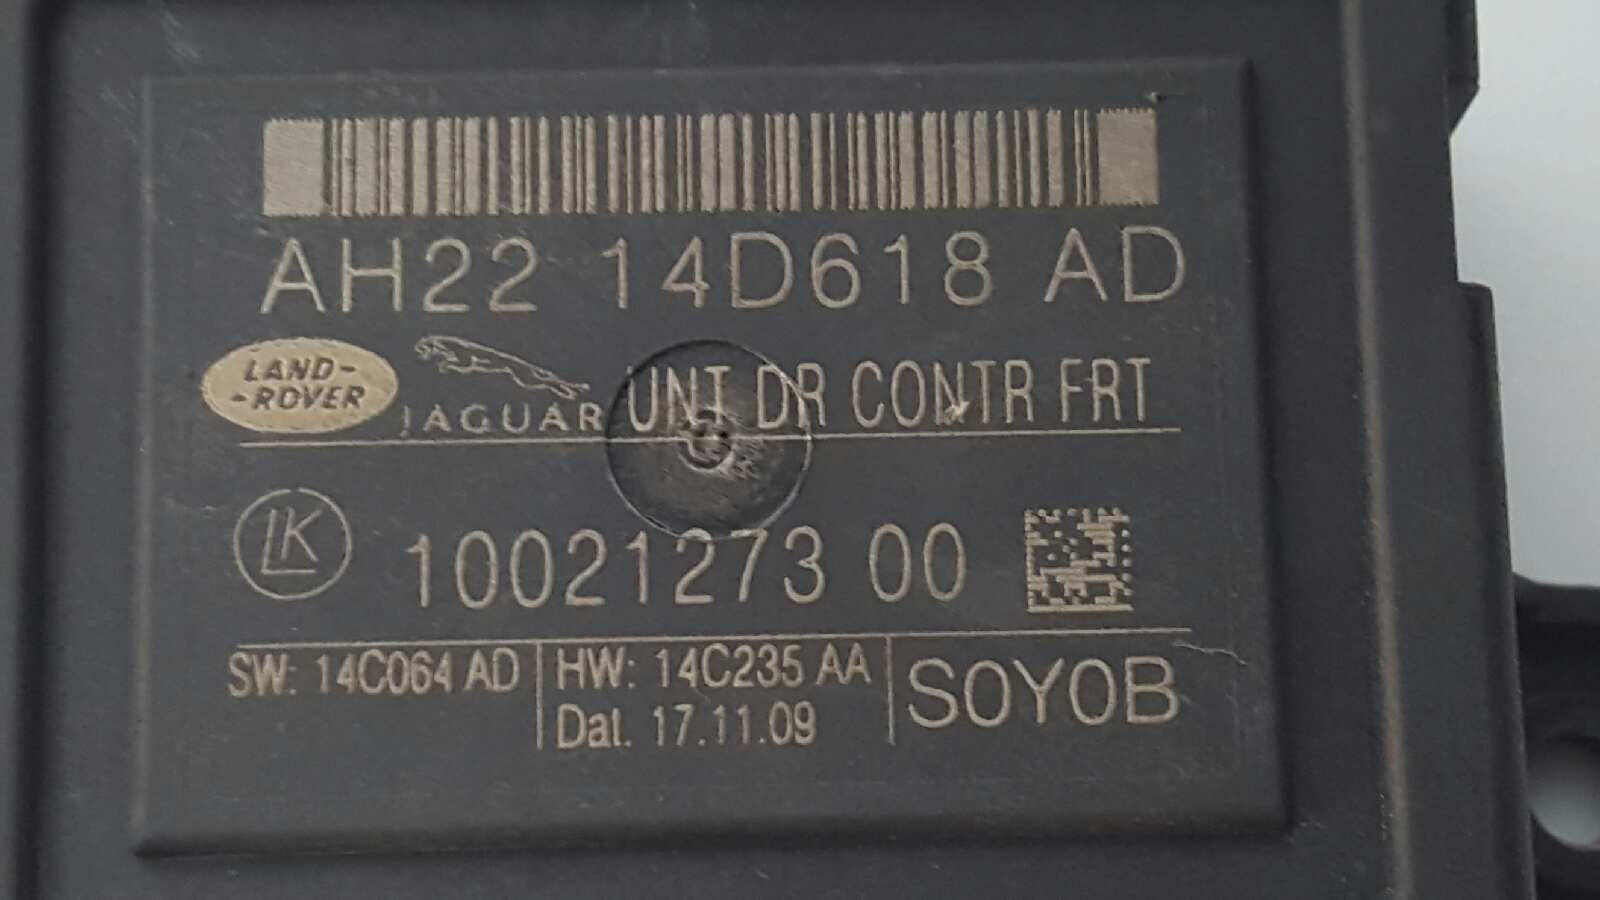 AH22 14D618 AD
LAND-
-ROVER
JAGUAR UNT DR CONTR FRT
LK 10021273 00
SW: 14C064 AD HW: 14C235 AA SOYOB
Dat. 17.11.09